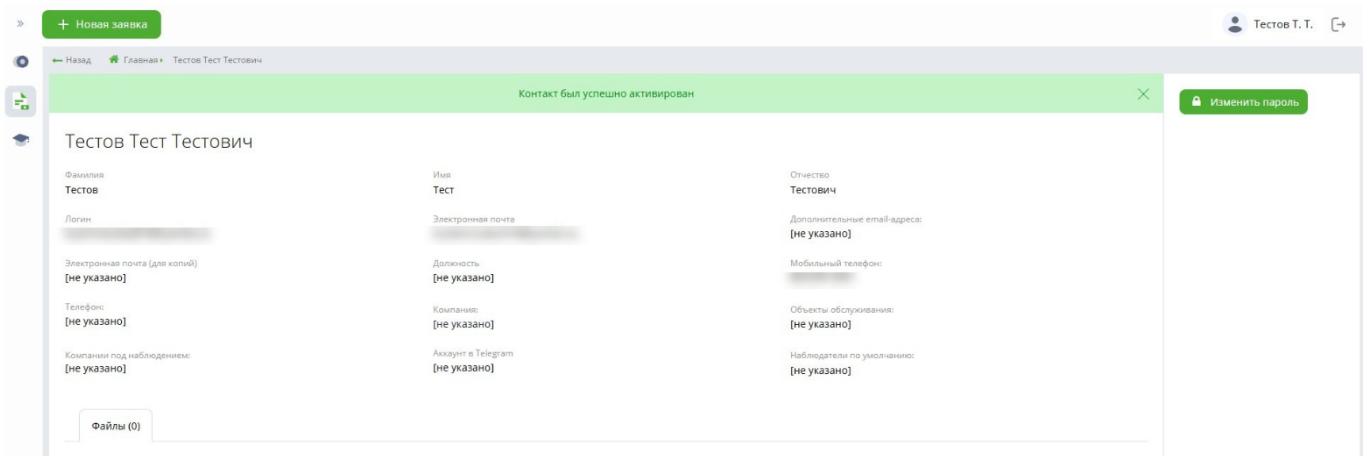 »
+ Новая заявка
Тестов Т. Т.
← Назад Главная Тестов Тест Тестович
Контакт был успешно активирован
Изменить пароль
Тестов Тест Тестович
Фамилия Имя Отчество
Тестов Тест Тестович
Логин Электронная почта Дополнительные email-адреса:
[не указано]
Электронная почта (для копий) Должность Мобильный телефон:
[не указано] [не указано]
Телефон: Компания: Объекты обслуживания:
[не указано] [не указано] [не указано]
Компании под наблюдением: Аккаунт в Telegram Наблюдатели по умолчанию:
[не указано] [не указано] [не указано]
Файлы (0)